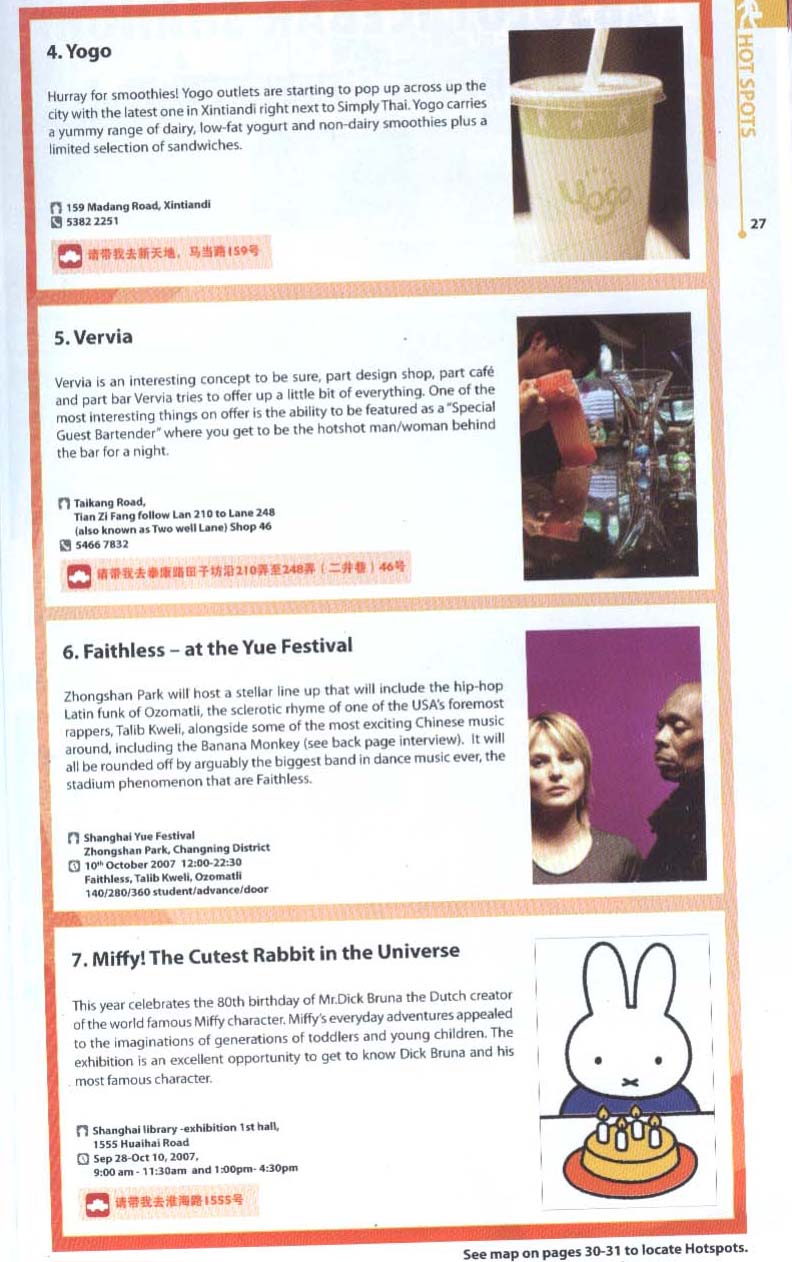 HOT SPOTS
27
4. Yogo
Hurray for smoothies! Yogo outlets are starting to pop up across up the
city with the latest one in Xintiandi right next to Simply Thai. Yogo carries
a yummy range of dairy, low-fat yogurt and non-dairy smoothies plus a
limited selection of sandwiches.
159 Madang Road, Xintiandi
5382 2251
请带我去新天地，马当路159号
Yogo
5. Vervia
Vervia is an interesting concept to be sure, part design shop, part café
and part bar Vervia tries to offer up a little bit of everything. One of the
most interesting things on offer is the ability to be featured as a “Special
Guest Bartender” where you get to be the hotshot man/woman behind
the bar for a night.
Taikang Road,
Tian Zi Fang follow Lan 210 to Lane 248
(also known as Two well Lane) Shop 46
5466 7832
请带我去泰康路田子坊沿210弄至248弄（二井巷）46号
6. Faithless – at the Yue Festival
Zhongshan Park will host a stellar line up that will include the hip-hop
Latin funk of Ozomatli, the sclerotic rhyme of one of the USA's foremost
rappers, Talib Kweli, alongside some of the most exciting Chinese music
around, including the Banana Monkey (see back page interview). It will
all be rounded off by arguably the biggest band in dance music ever, the
stadium phenomenon that are Faithless.
Shanghai Yue Festival
Zhongshan Park, Changning District
10th October 2007 12:00-22:30
Faithless, Talib Kweli, Ozomatli
140/280/360 student/advance/door
7. Miffy! The Cutest Rabbit in the Universe
This year celebrates the 80th birthday of Mr.Dick Bruna the Dutch creator
of the world famous Miffy character. Miffy's everyday adventures appealed
to the imaginations of generations of toddlers and young children. The
exhibition is an excellent opportunity to get to know Dick Bruna and his
most famous character.
Shanghai library -exhibition 1st hall,
1555 Huaihai Road
Sep 28-Oct 10, 2007,
9:00 am - 11:30am and 1:00pm- 4:30pm
请带我去淮海路1555号
See map on pages 30-31 to locate Hotspots.